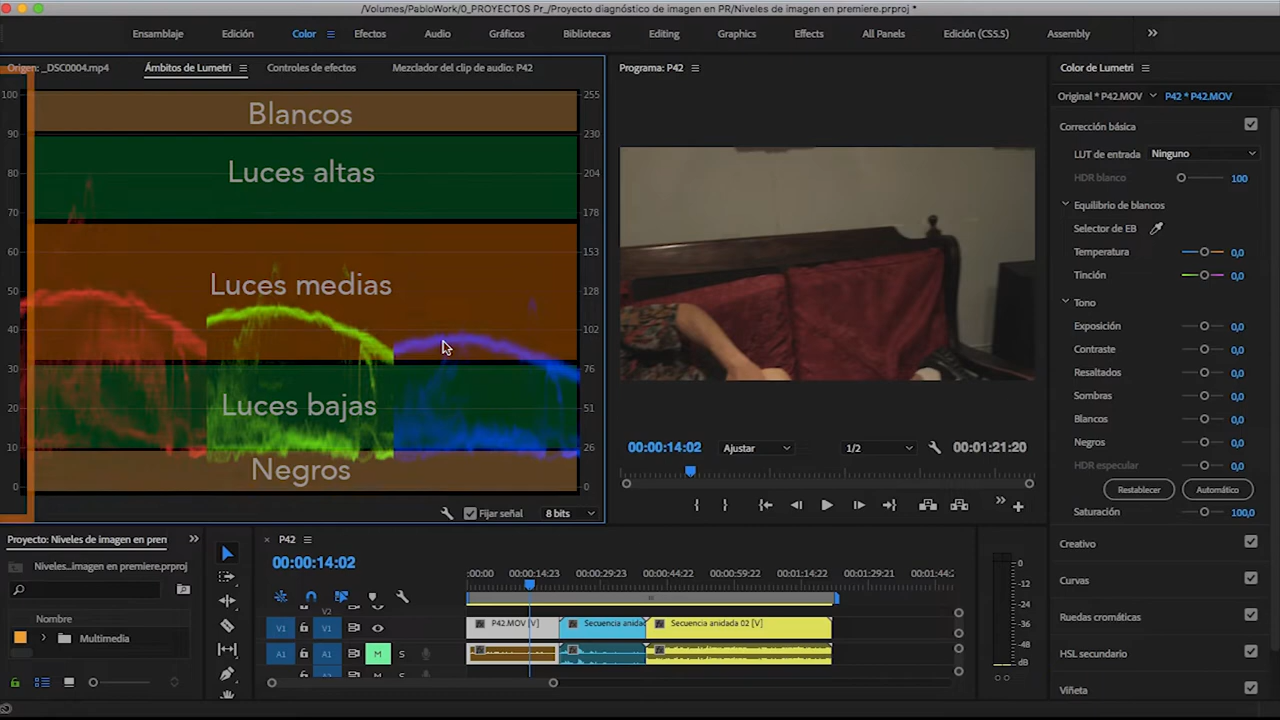 /Volumes/PabloWork/0_PROYECTOS Pr_/Proyecto diagnóstico de imagen en PR/Niveles de imagen en premiere.prproj *
Ensamblaje Edición Color Efectos Audio Gráficos Bibliotecas Editing Graphics Effects All Panels Edición (CS5.5) Assembly
Origen: _DSC0004.mp4 Ámbitos de Lumetri Controles de efectos Mezclador del clip de audio: P42
100 Blancos 255
90 230
80 Luces altas 204
70 178
60 153
50 Luces medias 128
40 102
30 76
20 Luces bajas 51
10 26
0 Negros 0
Fijar señal 8 bits
Programa: P42
00:00:14:02 Ajustar 1/2 00:01:21:20
Color de Lumetri
Original * P42.MOV P42 * P42.MOV
Corrección básica
LUT de entrada Ninguno
HDR blanco 100
Equilibrio de blancos
Selector de EB
Temperatura 0,0
Tinción 0,0
Tono
Exposición 0,0
Contraste 0,0
Resaltados 0,0
Sombras 0,0
Blancos 0,0
Negros 0,0
HDR especular 0,0
Restablecer Automático
Saturación 100,0
Creativo
Curvas
Ruedas cromáticas
HSL secundario
Viñeta
Proyecto: Niveles de imagen en pren
Niveles...imagen en premiere.prproj
Nombre
Multimedia
P42
00:00:14:02
:00:00 00:00:14:23 00:00:29:23 00:00:44:22 00:00:59:22 00:01:14:22 00:01:29:21 00:01:44:2
V2
V1 V1 P42.MOV [V] Secuencia anida Secuencia anidada 02 [V]
A1 A1 M S
0
-12
-24
-36
-48
dB